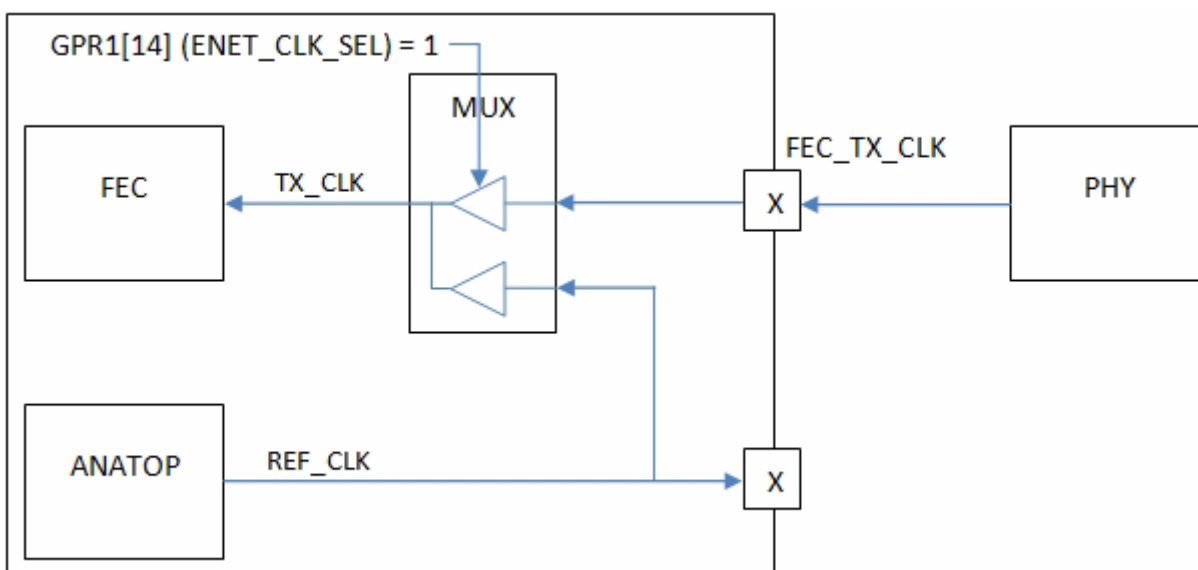 GPR1[14] (ENET_CLK_SEL) = 1
MUX
FEC_TX_CLK
FEC
TX_CLK
X
PHY
ANATOP
REF_CLK
X